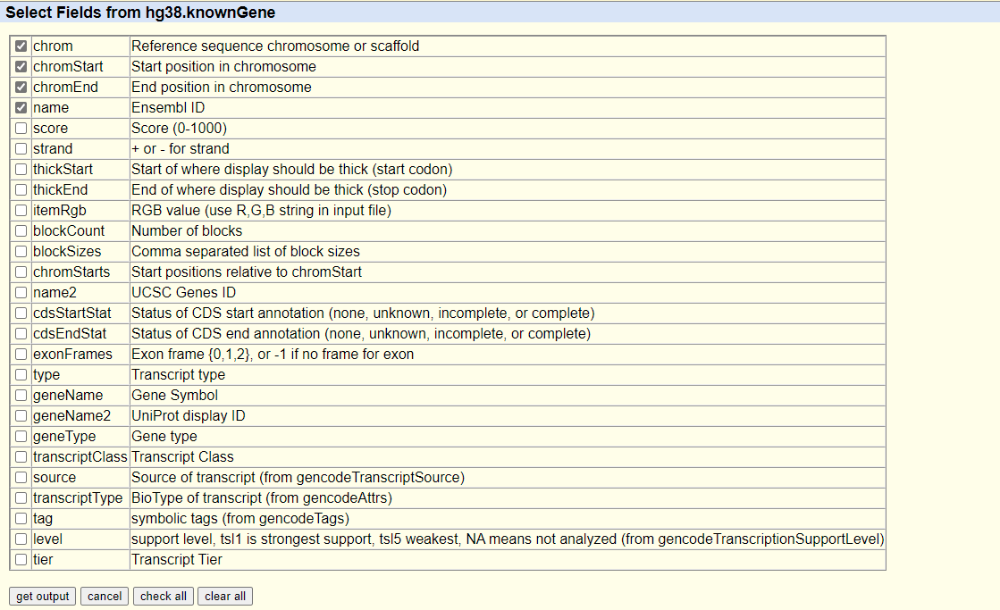 Select Fields from hg38.knownGene
chrom Reference sequence chromosome or scaffold
chromStart Start position in chromosome
chromEnd End position in chromosome
name Ensembl ID
score Score (0-1000)
strand + or - for strand
thickStart Start of where display should be thick (start codon)
thickEnd End of where display should be thick (stop codon)
itemRgb RGB value (use R,G,B string in input file)
blockCount Number of blocks
blockSizes Comma separated list of block sizes
chromStarts Start positions relative to chromStart
name2 UCSC Genes ID
cdsStartStat Status of CDS start annotation (none, unknown, incomplete, or complete)
cdsEndStat Status of CDS end annotation (none, unknown, incomplete, or complete)
exonFrames Exon frame {0,1,2}, or -1 if no frame for exon
type Transcript type
geneName Gene Symbol
geneName2 UniProt display ID
geneType Gene type
transcriptClass Transcript Class
source Source of transcript (from gencodeTranscriptSource)
transcriptType BioType of transcript (from gencodeAttrs)
tag symbolic tags (from gencodeTags)
level support level, tsl1 is strongest support, tsl5 weakest, NA means not analyzed (from gencodeTranscriptionSupportLevel)
tier Transcript Tier
get output cancel check all clear all